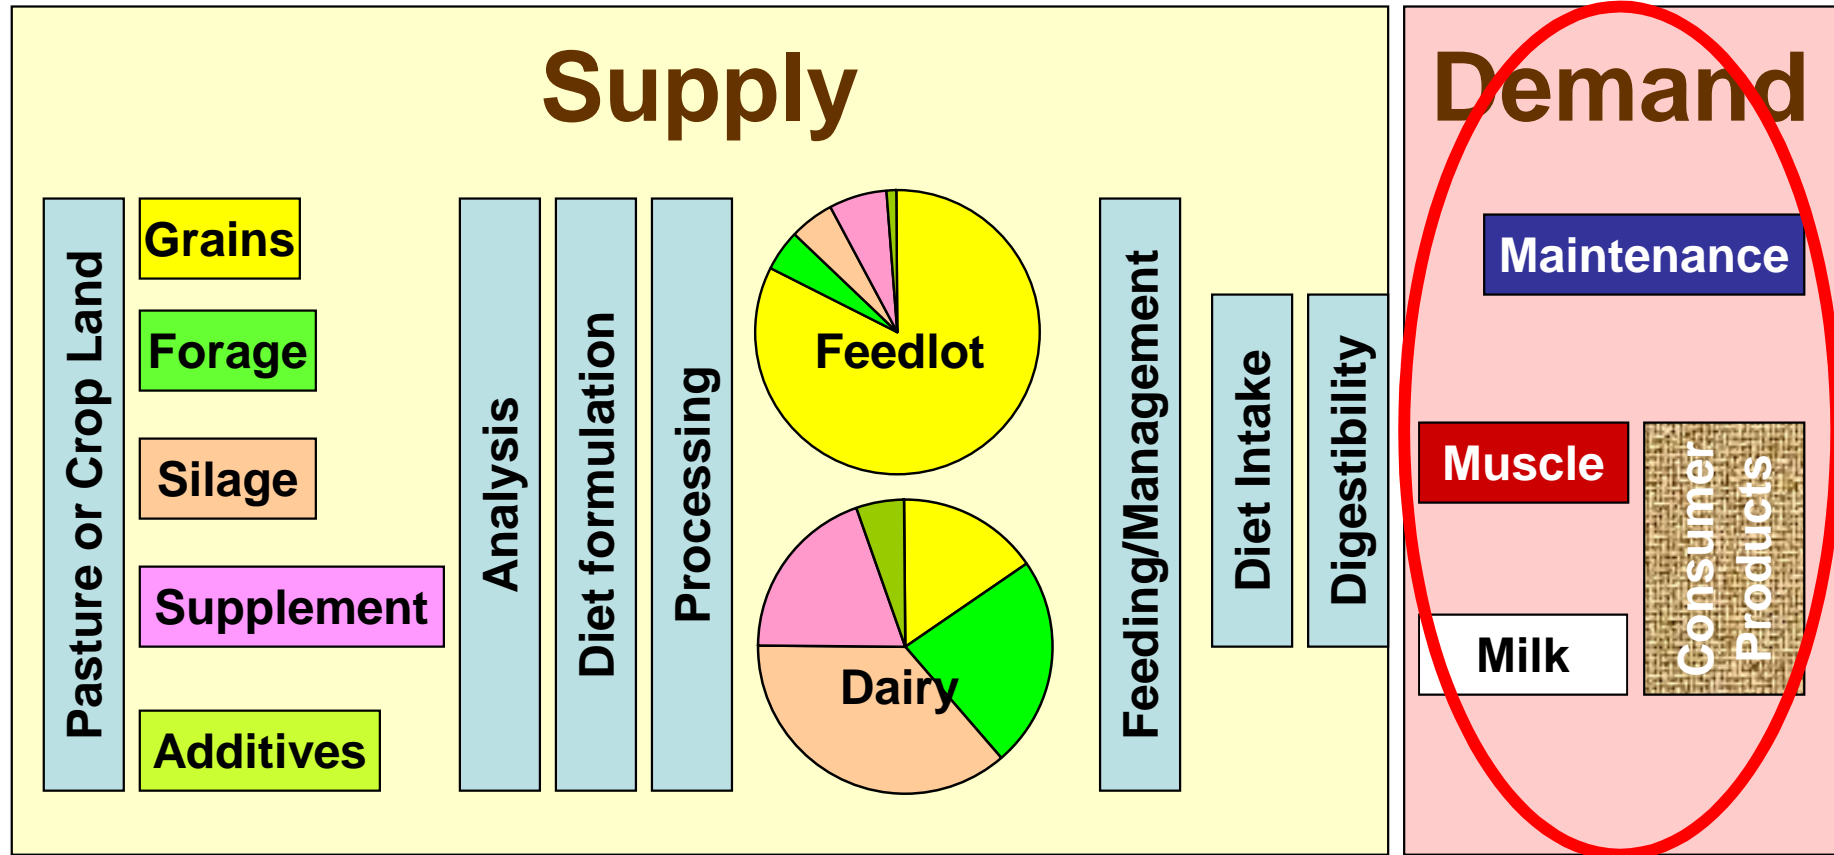 Supply
Pasture or Crop Land
Grains
Forage
Silage
Supplement
Additives
Analysis
Diet formulation
Processing
Feedlot
Dairy
Feeding/Management
Diet Intake
Digestibility
Demand
Maintenance
Muscle
Milk
Consumer
Products